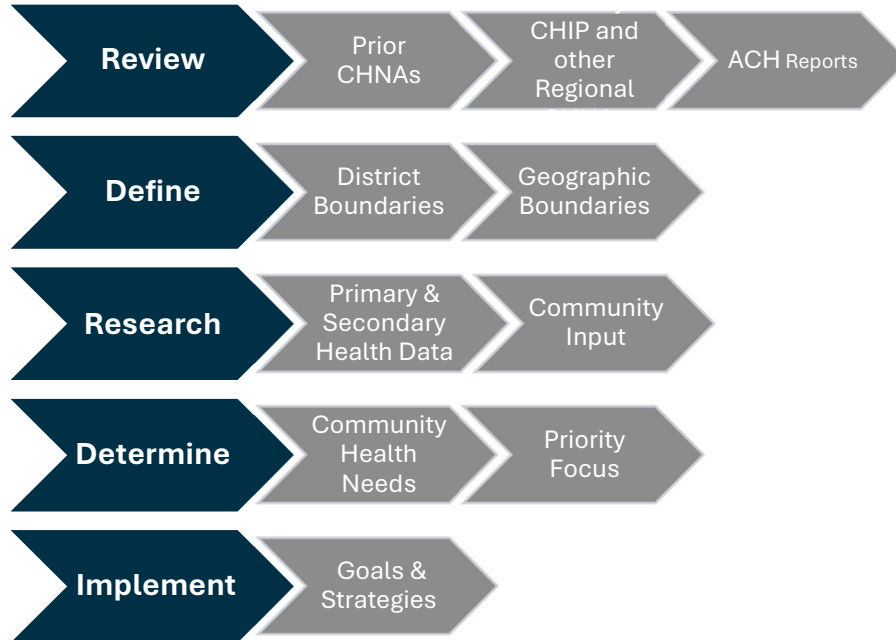 Review
Prior
CHNAs
CHIP and
other
Regional
ACH Reports
Define
District
Boundaries
Geographic
Boundaries
Research
Primary &
Secondary
Health Data
Community
Input
Determine
Community
Health
Needs
Priority
Focus
Implement
Goals &
Strategies